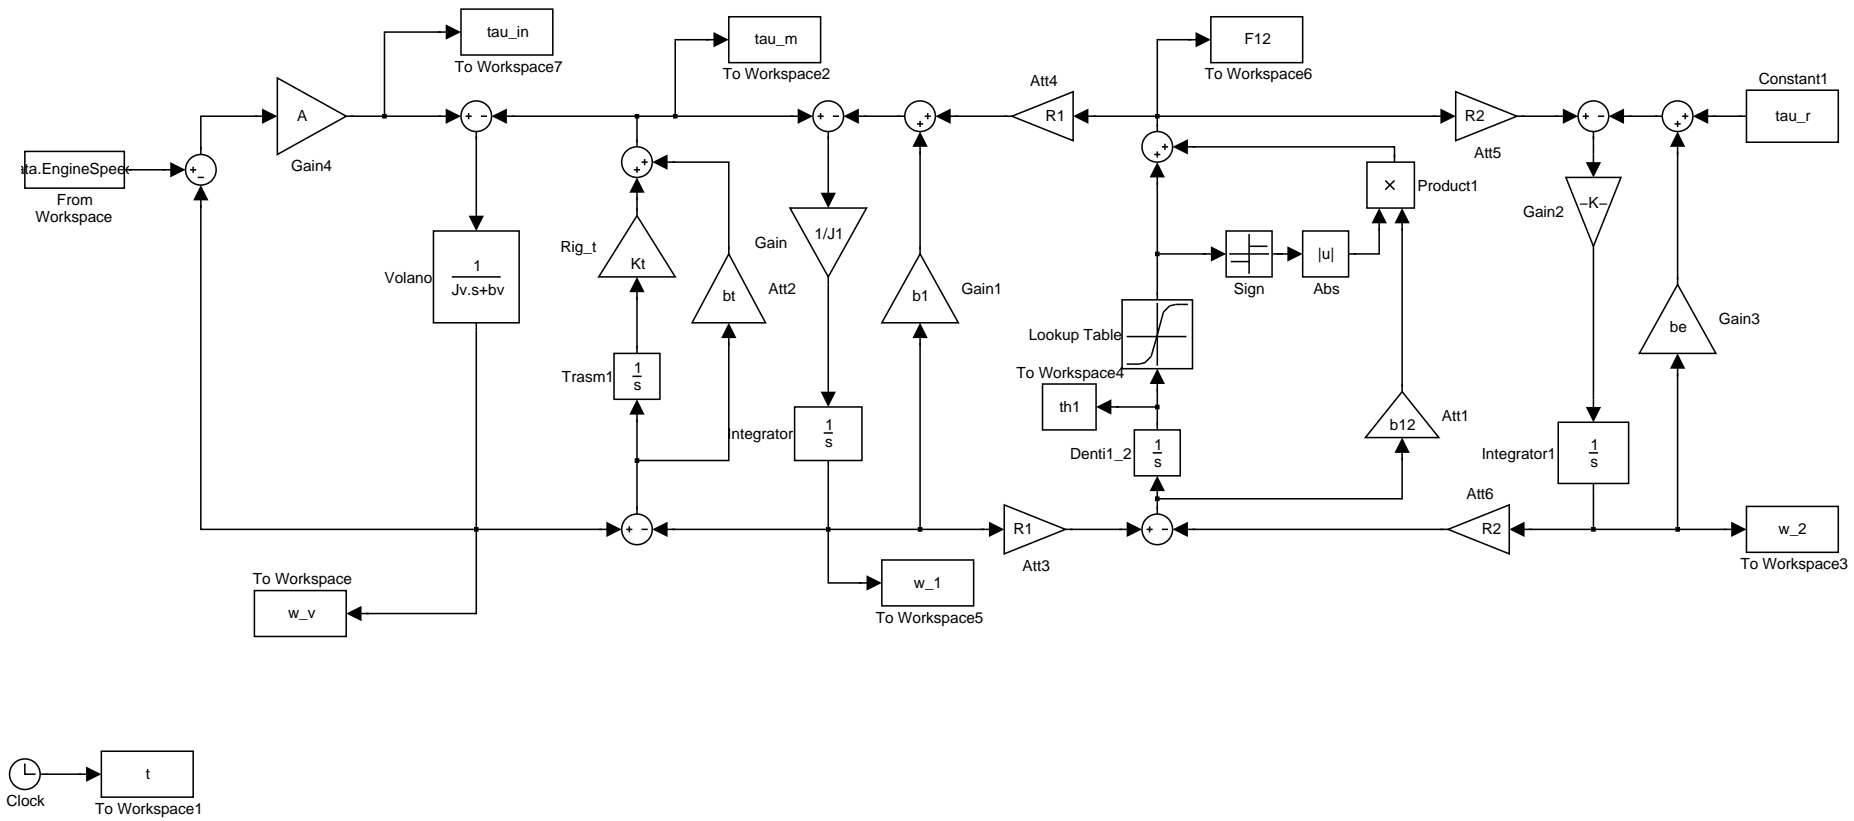 tau_in
To Workspace7
tau_m
To Workspace2
F12
To Workspace6
Att4
Constant1
A
Gain4
+ −
+ −
+
+
R1
R2
Att5
+ −
+
+
tau_r
ata.EngineSpeed
From
Workspace
+
−
+
+
+
+
×
Product1
−K−
Gain2
Volano
1
Jv.s+bv
Rig_t
Kt
bt
Att2
Gain
1/J1
b1
Gain1
Sign
|u|
Abs
be
Gain3
Lookup Table
Trasm1
1
s
To Workspace4
th1
b12
Att1
Integrator
1
s
Denti1_2
1
s
Integrator1
1
s
Att6
+ −
R1
Att3
+ −
R2
w_2
To Workspace3
To Workspace
w_v
w_1
To Workspace5
t
Clock
To Workspace1